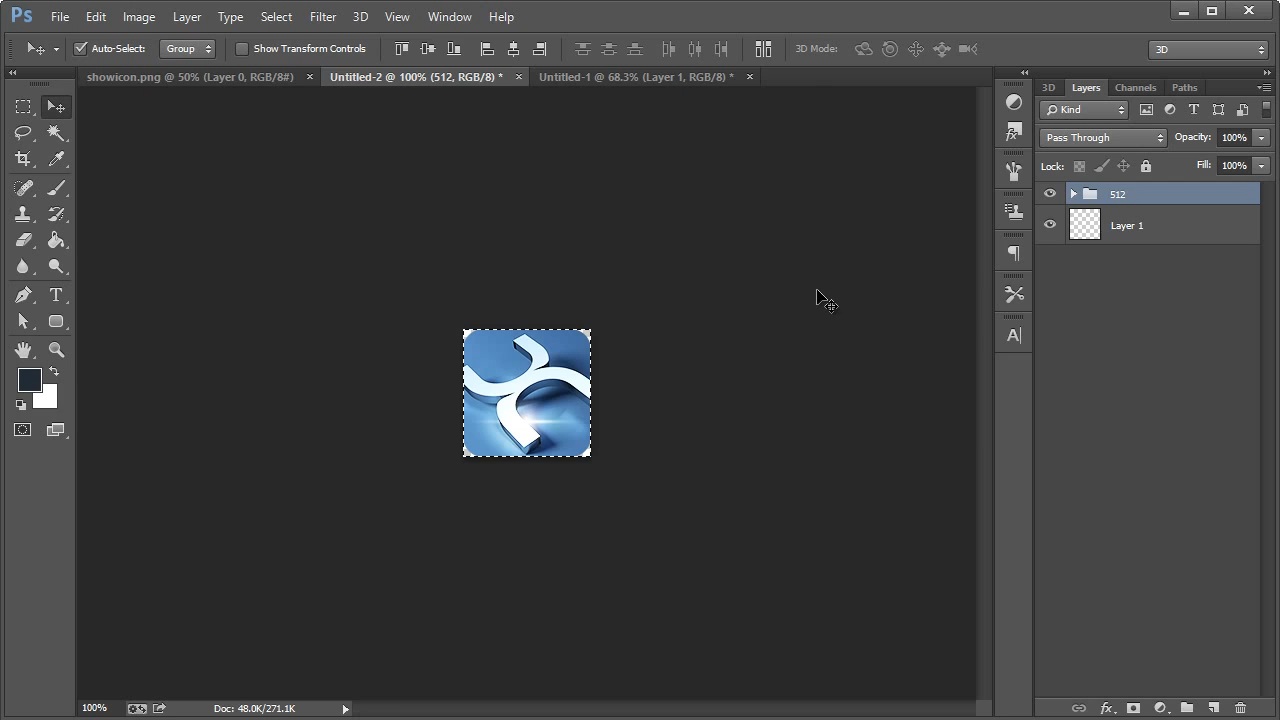 Ps File Edit Image Layer Type Select Filter 3D View Window Help
Auto-Select: Group Show Transform Controls 3D Mode: 3D
showicon.png @ 50% (Layer 0, RGB/8#) Untitled-2 @ 100% (512, RGB/8) * Untitled-1 @ 68.3% (Layer 1, RGB/8) *
3D Layers Channels Paths
Kind
Pass Through Opacity: 100%
Lock: Fill: 100%
512
Layer 1
100% Doc: 48.0K/271.1K